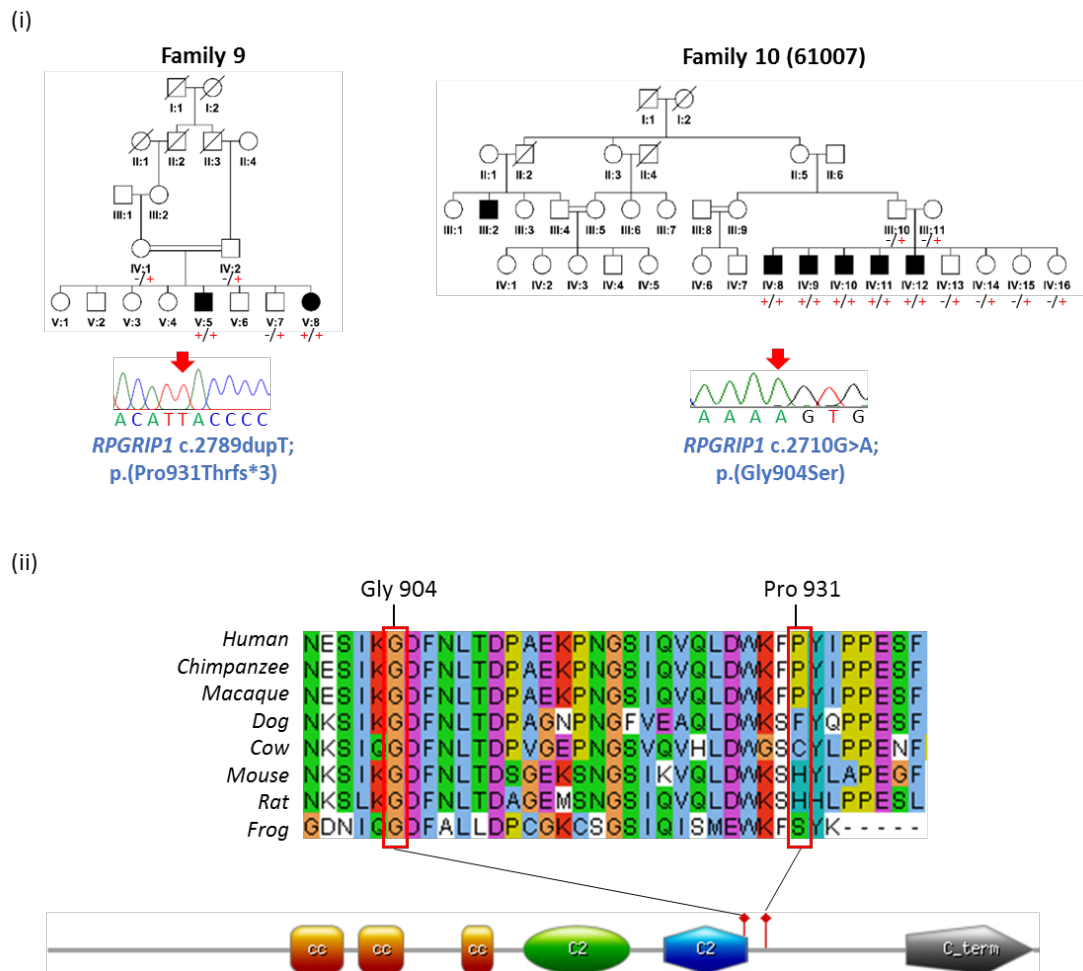 (i)
Family 9
I:1 I:2
II:1 II:2 II:3 II:4
III:1 III:2
IV:1 IV:2
-/+ -/+
V:1 V:2 V:3 V:4 V:5 V:6 V:7 V:8
+/+ -/+ +/+
A C A T T A C C C C
RPGRIP1 c.2789dupT;
p.(Pro931Thrfs*3)
Family 10 (61007)
I:1 I:2
II:1 II:2 II:3 II:4 II:5 II:6
III:1 III:2 III:3 III:4 III:5 III:6 III:7 III:8 III:9 III:10 III:11
-/+ -/+
IV:1 IV:2 IV:3 IV:4 IV:5 IV:6 IV:7 IV:8 IV:9 IV:10 IV:11 IV:12 IV:13 IV:14 IV:15 IV:16
+/+ +/+ +/+ +/+ +/+ -/+ -/+ -/+ -/+
A A A A G T G
RPGRIP1 c.2710G>A;
p.(Gly904Ser)
(ii)
Gly 904 Pro 931
Human NESIKGDFNLTDPAEKPNGSIQVQLDWKFPYIPPESF
Chimpanzee NESIKGDFNLTDPAEKPNGSIQVQLDWKFPYIPPESF
Macaque NESIKGDFNLTDPAEKPNGSIQVQLDWKFPYIPPESF
Dog NKSIKGDFNLTDPAGNPNGFVEAQLDWKSFYQPPESF
Cow NKSIQGDFNLTDPVGEPNGSVQVHLDWGSCYLPPENF
Mouse NKSIKGDFNLTDSGEKSNGSIKVQLDWKSHYLAPEGF
Rat NKSLKGDFNLTDAGEMSNGSIQVQLDWKSHHLPPESL
Frog GDNIQGDFALLDPCGKCSGSIQISMEWKFSYK-----
cc cc cc C2 C2 C_term